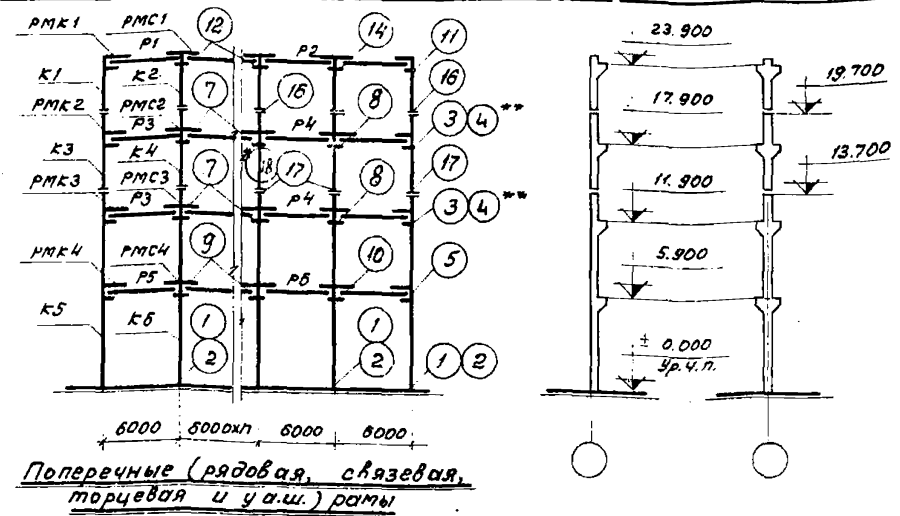 РМК1
РМС1
12
14
11
Р1
Р2
К1
К2
7
16
8
16
РМК2
РМС2
Р3
Р4
3 4 **
К3
К4
7
*
18
17
8
17
РМК3
РМС3
Р3
Р4
3 4 **
РМК4
РМС4
9
10
5
Р5
Р6
К5
К6
1
2
1
2
1 2
6000 6000хп 6000 6000
Поперечные (рядовая, связевая,
торцевая и у а.ш.) рамы
23.900
19.700
17.900
13.700
11.900
5.900
± 0.000
Ур.ч.п.